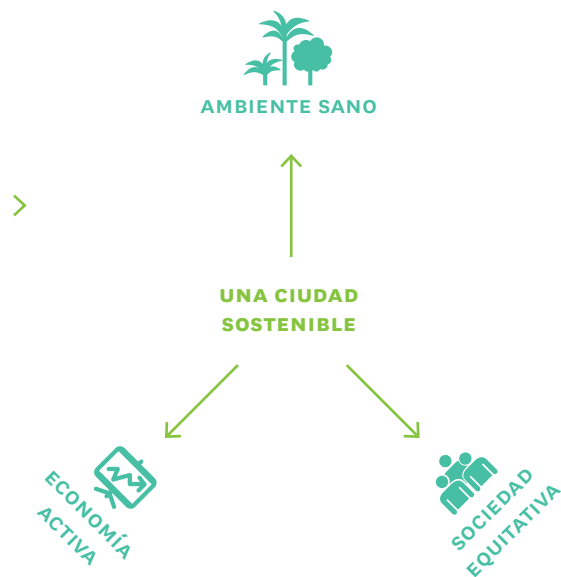 AMBIENTE SANO
UNA CIUDAD
SOSTENIBLE
ECONOMÍA
ACTIVA
SOCIEDAD
EQUITATIVA